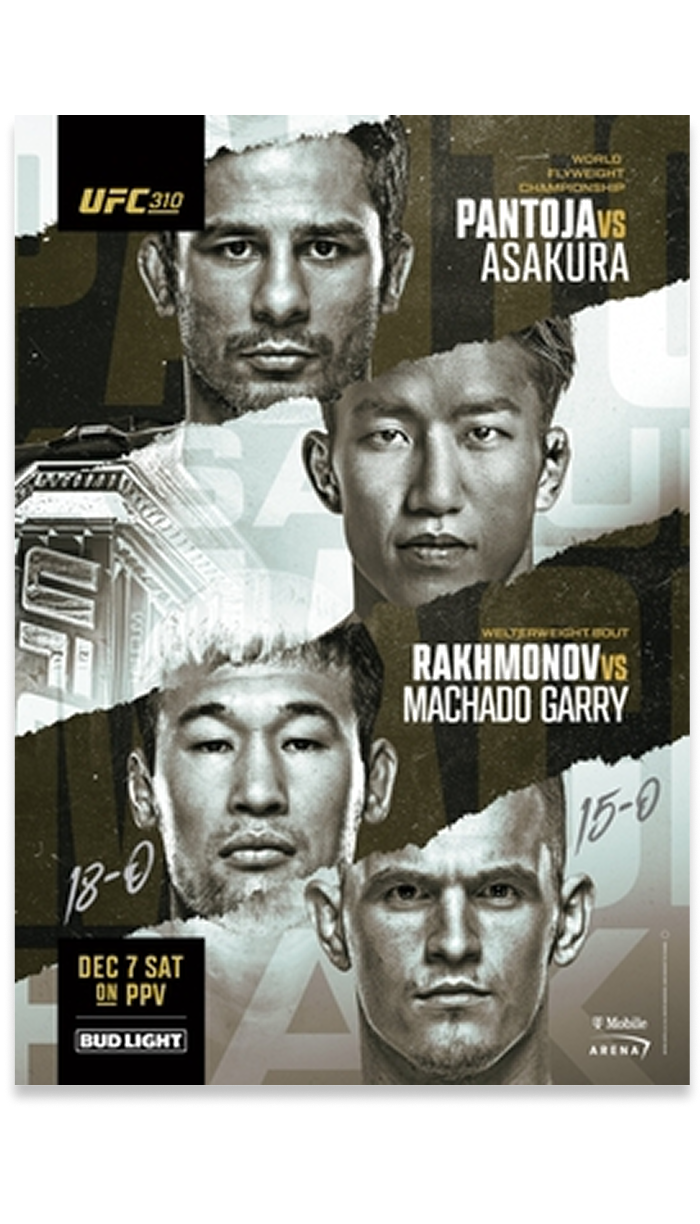 UFC 310
WORLD
FLYWEIGHT
CHAMPIONSHIP
PANTOJA VS
ASAKURA
WELTERWEIGHT BOUT
RAKHMONOV VS
MACHADO GARRY
15-0
18-0
DEC 7 SAT
ON PPV
BUD LIGHT
T Mobile
ARENA